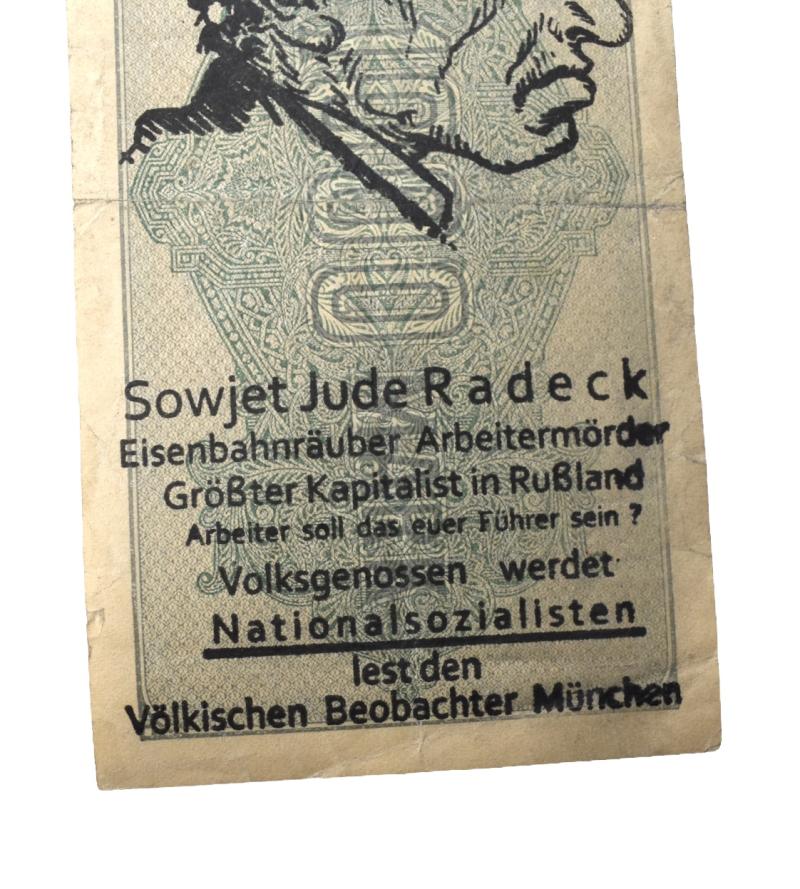 Sowjet Jude Radeck
Eisenbahnräuber Arbeitermörder
Größter Kapitalist in Rußland
Arbeiter soll das euer Führer sein ?
Volksgenossen werdet
Nationalsozialisten
lest den
Völkischen Beobachter München